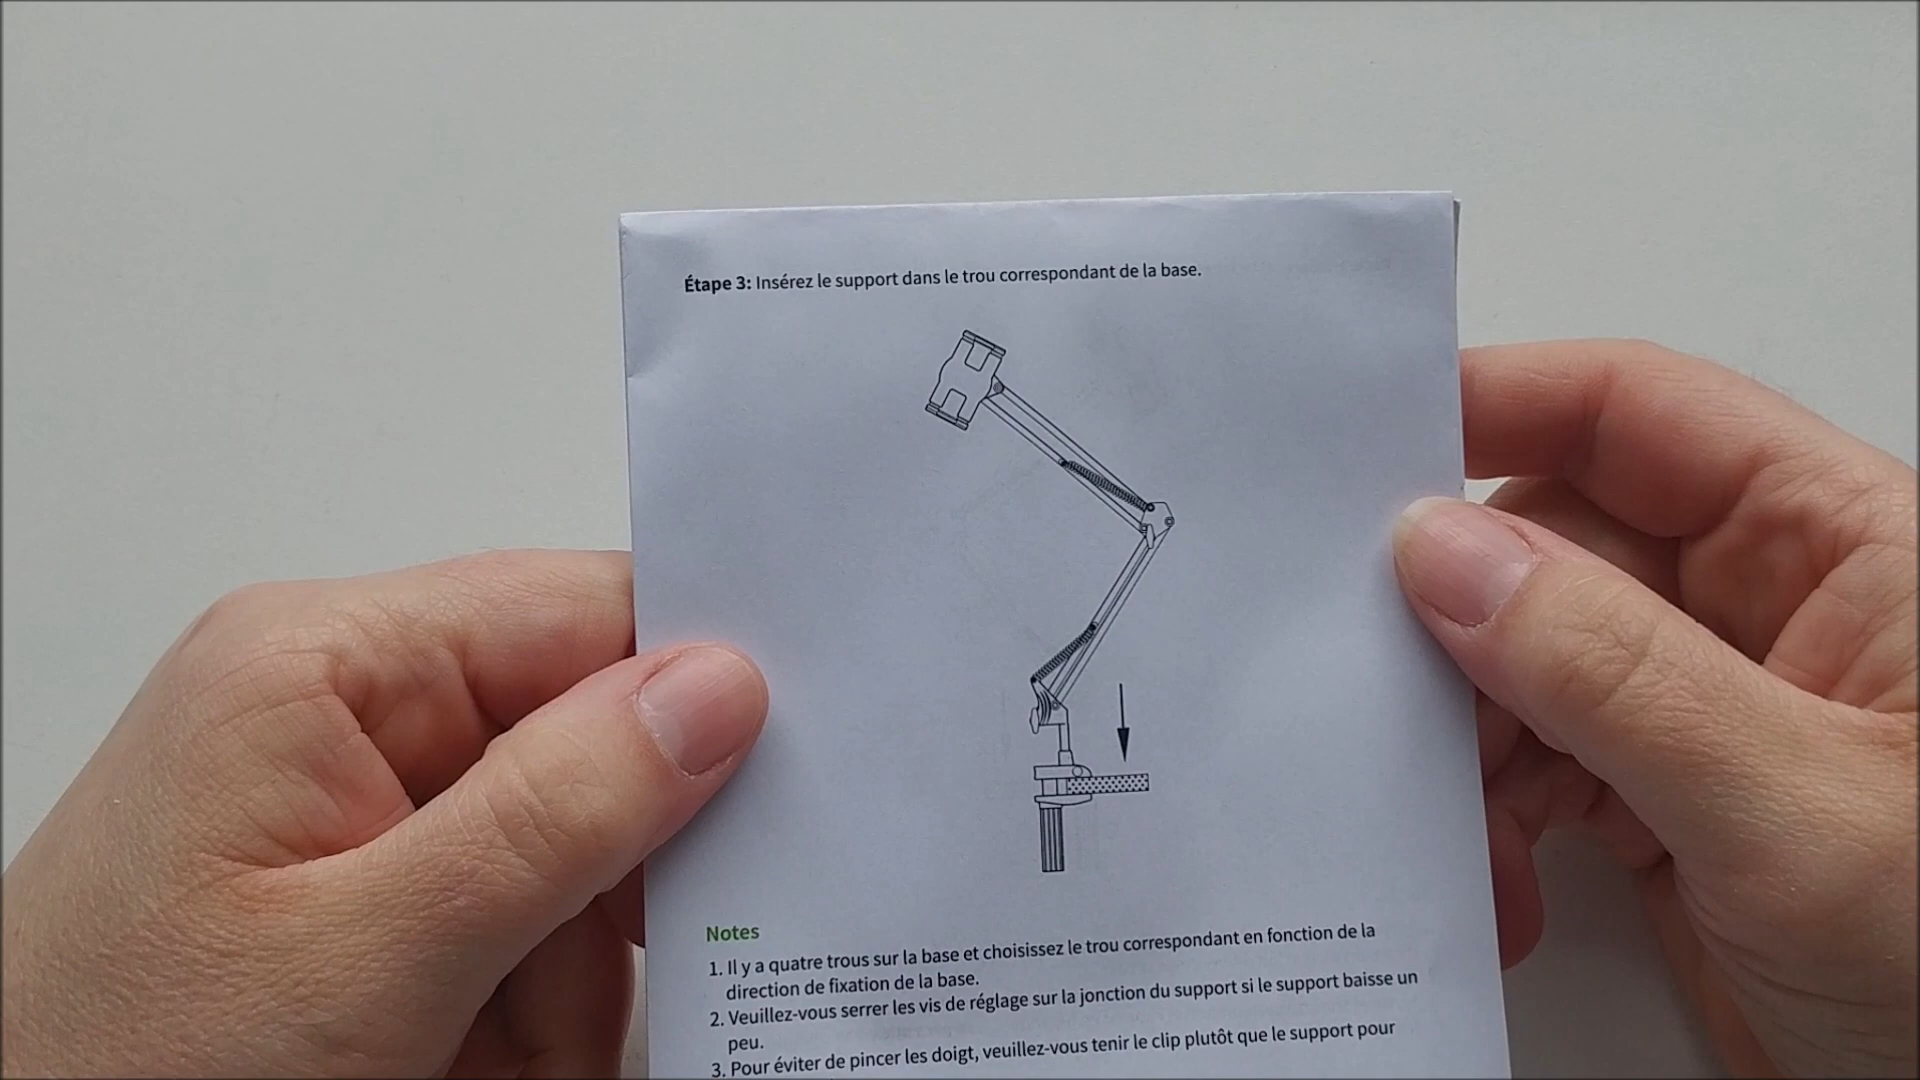 Étape 3: Insérez le support dans le trou correspondant de la base.
Notes
1. Il y a quatre trous sur la base et choisissez le trou correspondant en fonction de la
direction de fixation de la base.
2. Veuillez-vous serrer les vis de réglage sur la jonction du support si le support baisse un
peu.
3. Pour éviter de pincer les doigt, veuillez-vous tenir le clip plutôt que le support pour